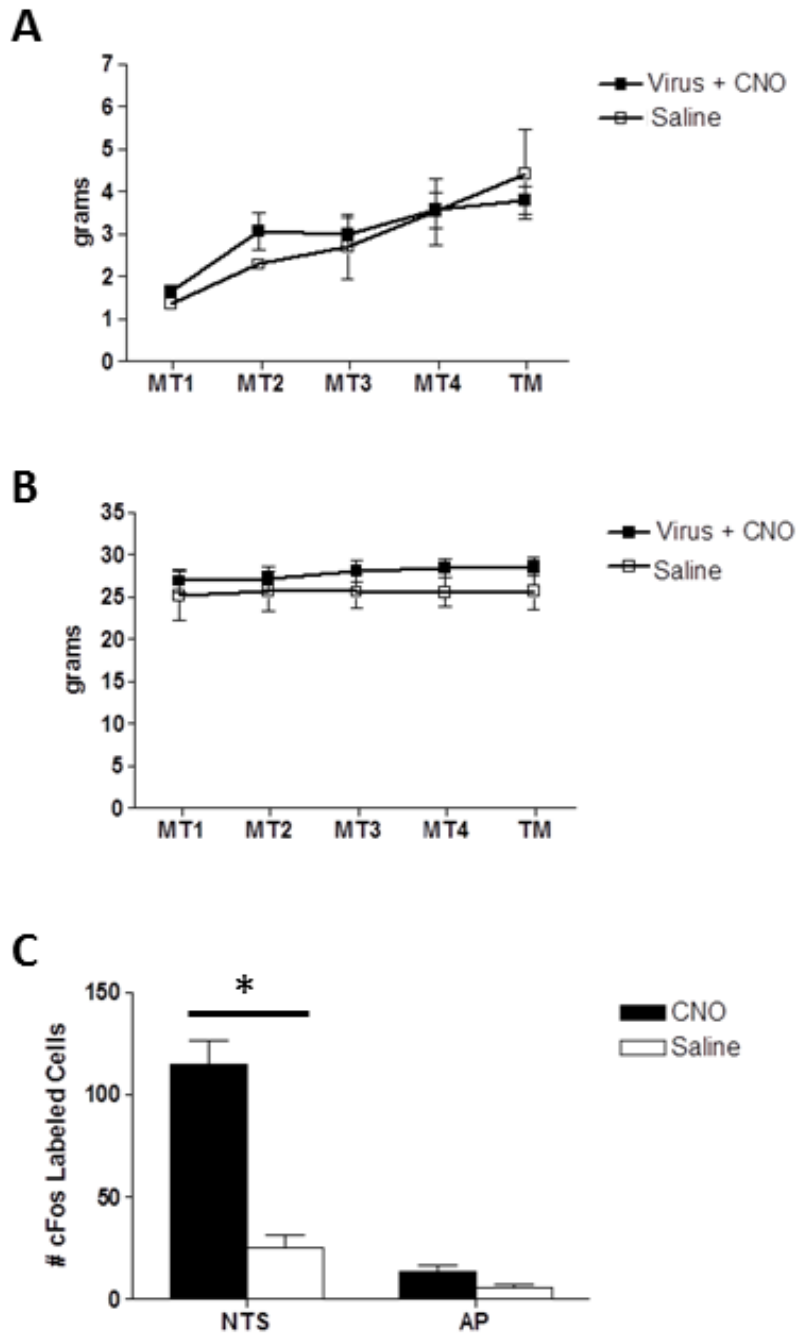 A
7
6
5
4
3
2
1
0
grams
MT1 MT2 MT3 MT4 TM
Virus + CNO
Saline
B
35
30
25
20
15
10
5
0
grams
MT1 MT2 MT3 MT4 TM
Virus + CNO
Saline
C
150
100
50
0
# cFos Labeled Cells
*
NTS AP
CNO
Saline